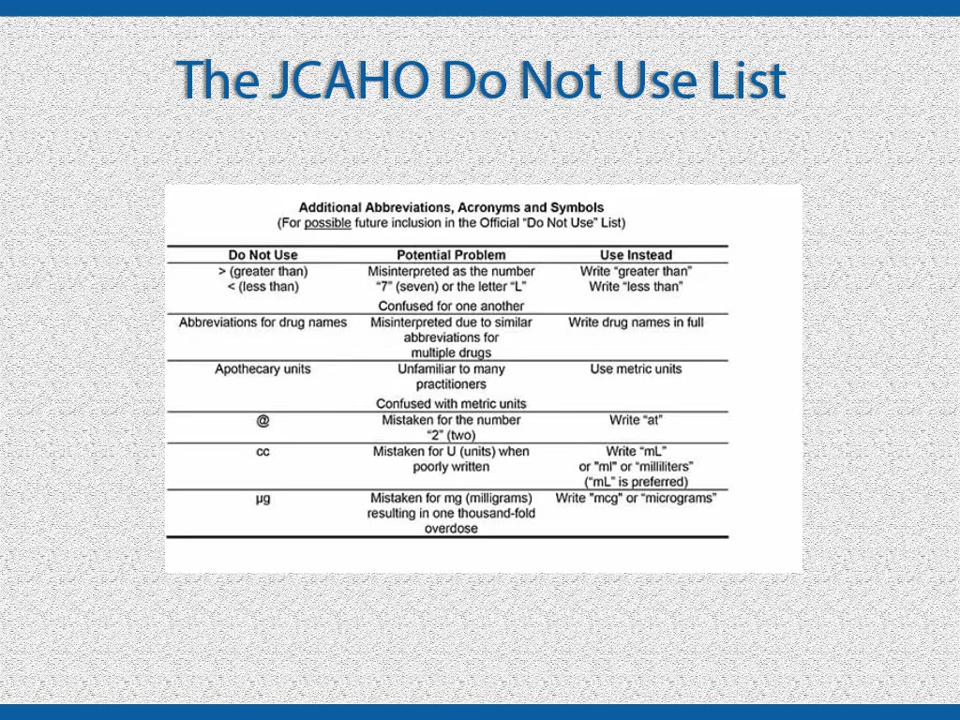 The JCAHO Do Not Use List
Additional Abbreviations, Acronyms and Symbols
(For possible future inclusion in the Official “Do Not Use” List)
Do Not Use Potential Problem Use Instead
> (greater than) Misinterpreted as the number Write “greater than”
< (less than) “7” (seven) or the letter “L” Write “less than”
Confused for one another
Abbreviations for drug names Misinterpreted due to similar Write drug names in full
abbreviations for
multiple drugs
Apothecary units Unfamiliar to many Use metric units
practitioners
Confused with metric units
@ Mistaken for the number Write “at”
“2” (two)
cc Mistaken for U (units) when Write “mL”
poorly written or "ml" or “milliliters”
(“mL” is preferred)
µg Mistaken for mg (milligrams) Write "mcg" or “micrograms”
resulting in one thousand-fold
overdose